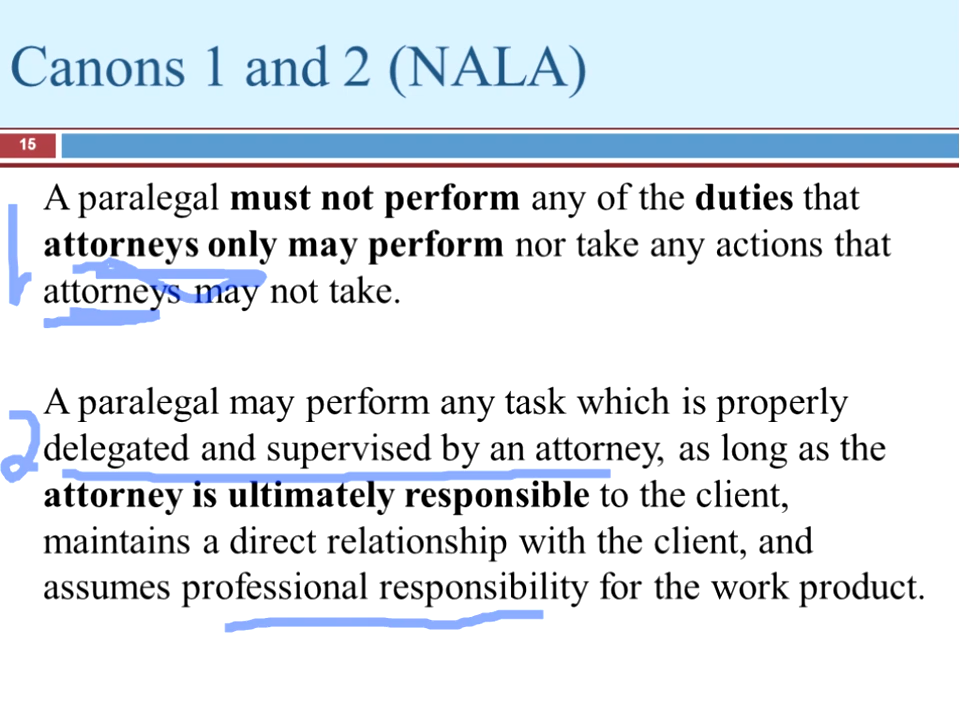 Canons 1 and 2 (NALA)
15
A paralegal must not perform any of the duties that
1 attorneys only may perform nor take any actions that
attorneys may not take.
A paralegal may perform any task which is properly
2 delegated and supervised by an attorney, as long as the
attorney is ultimately responsible to the client,
maintains a direct relationship with the client, and
assumes professional responsibility for the work product.